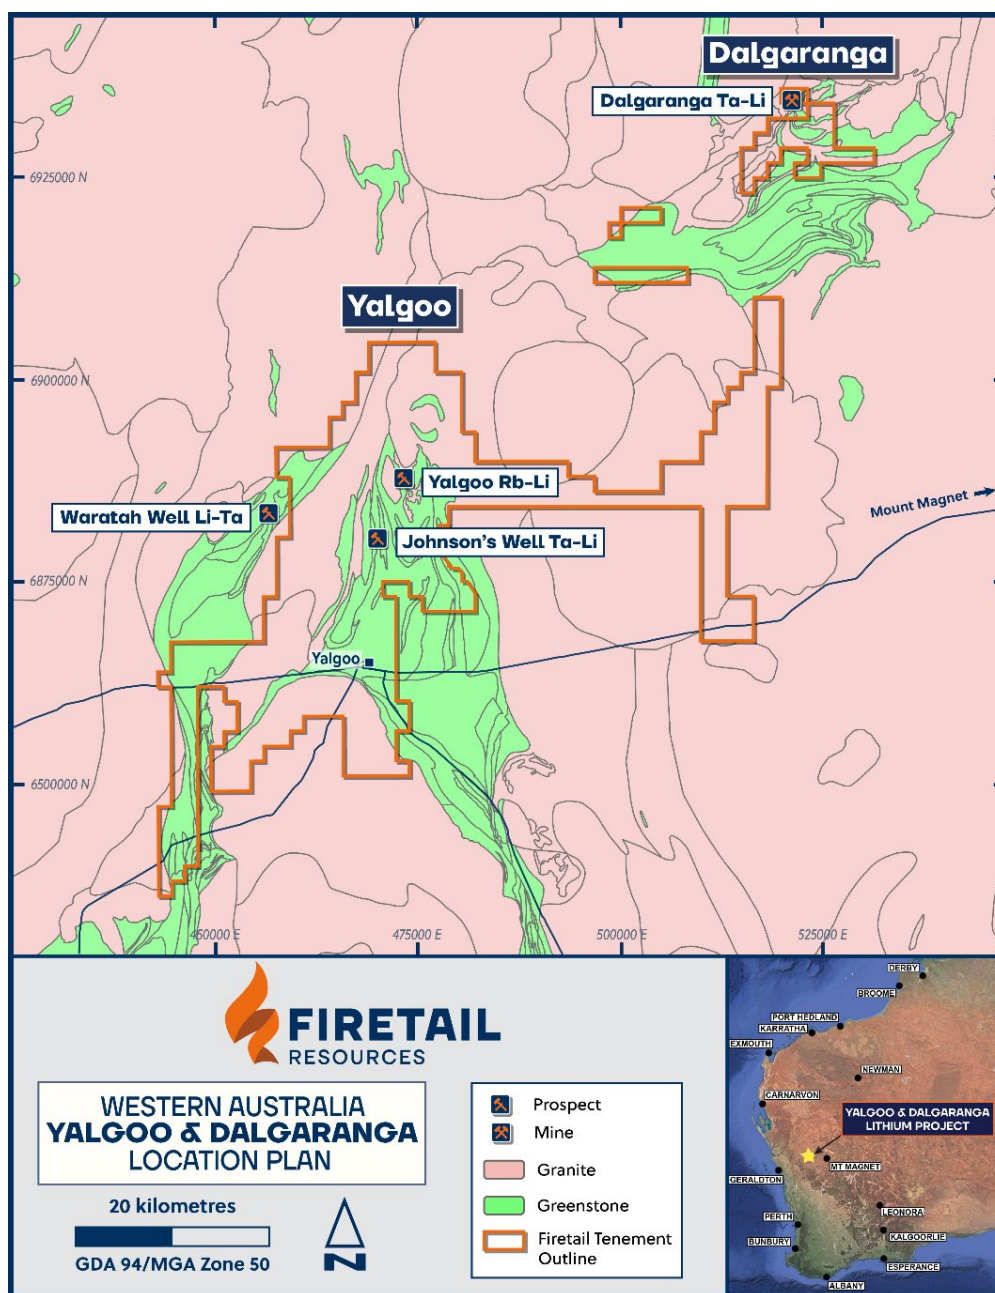 Dalgaranga
Dalgaranga Ta-Li
6925000 N
Yalgoo
6900000 N
Yalgoo Rb-Li
Waratah Well Li-Ta
Mount Magnet
Johnson's Well Ta-Li
6875000 N
Yalgoo
6500000 N
450000 E
475000 E
500000 E
525000 E
FIRETAIL
RESOURCES
WESTERN AUSTRALIA
YALGOO & DALGARANGA
LOCATION PLAN
20 kilometres
GDA 94/MGA Zone 50
N
Prospect
Mine
Granite
Greenstone
Firetail Tenement
Outline
DERBY
BROOME
PORT HEDLAND
KARRATHA
EXMOUTH
NEWMAN
CARNARVON
YALGOO & DALGARANGA
LITHIUM PROJECT
MT MAGNET
GERALDTON
LEONORA
PERTH
KALGOORLIE
BUNBURY
ESPERANCE
ALBANY